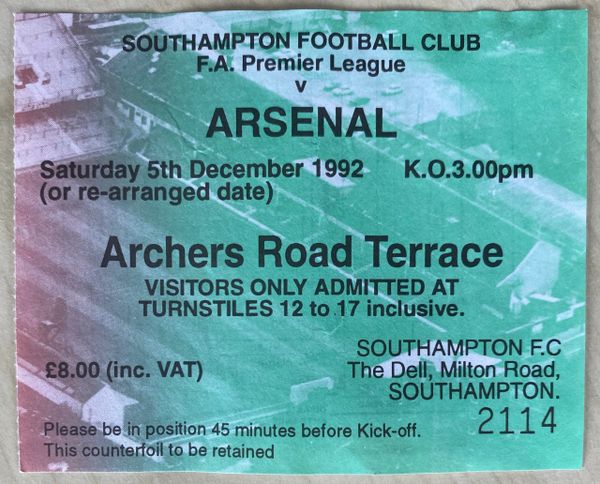 SOUTHAMPTON FOOTBALL CLUB
F.A. Premier League
v
ARSENAL
Saturday 5th December 1992 K.O.3.00pm
(or re-arranged date)
Archers Road Terrace
VISITORS ONLY ADMITTED AT
TURNSTILES 12 to 17 inclusive.
£8.00 (inc. VAT)
SOUTHAMPTON F.C
The Dell, Milton Road,
SOUTHAMPTON.
2114
Please be in position 45 minutes before Kick-off.
This counterfoil to be retained